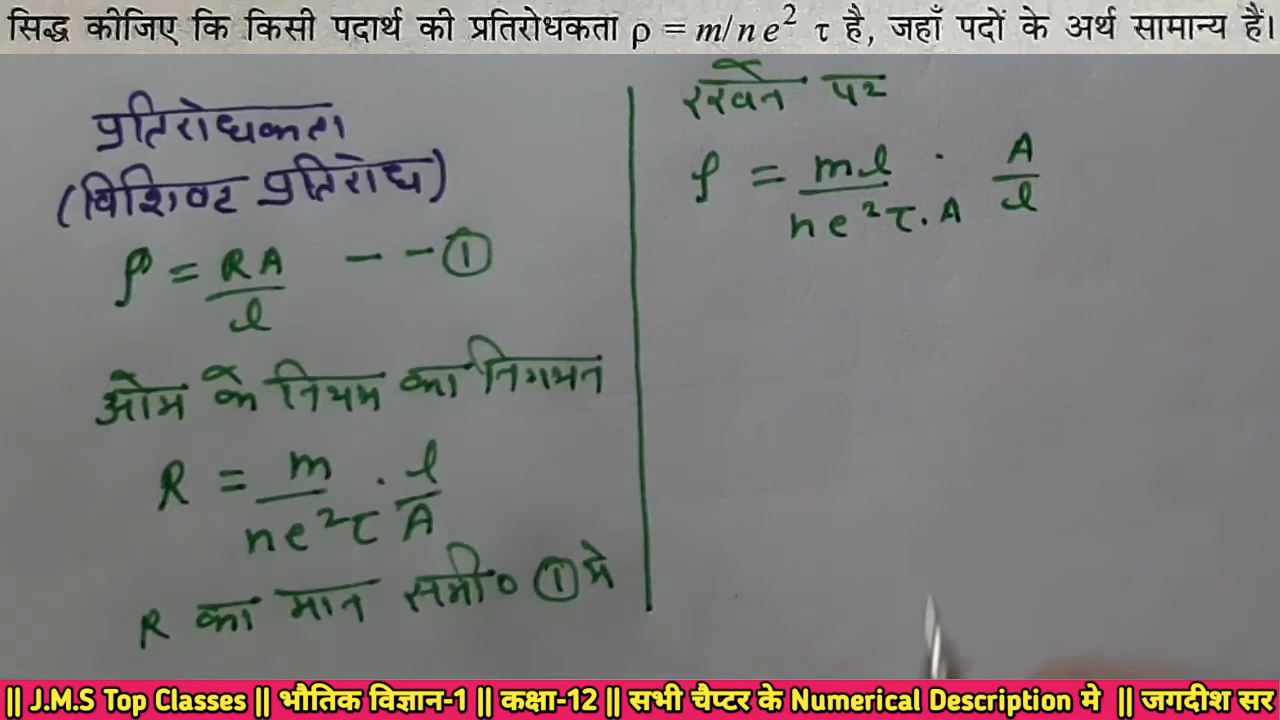 सिद्ध कीजिए कि किसी पदार्थ की प्रतिरोधकता ρ = m/ne² τ है, जहाँ पदों के अर्थ सामान्य हैं।
प्रतिरोधकता
(विशिष्ट प्रतिरोध)
ρ = RA/l --①
ओम के नियम का निगमन
R = m/ne²τ . l/A
R का मान समी० ① मे
रखने पर
ρ = ml/ne²τ.A . A/l
|| J.M.S Top Classes || भौतिक विज्ञान-1 || कक्षा-12 || सभी चैप्टर के Numerical Description मे || जगदीश सर